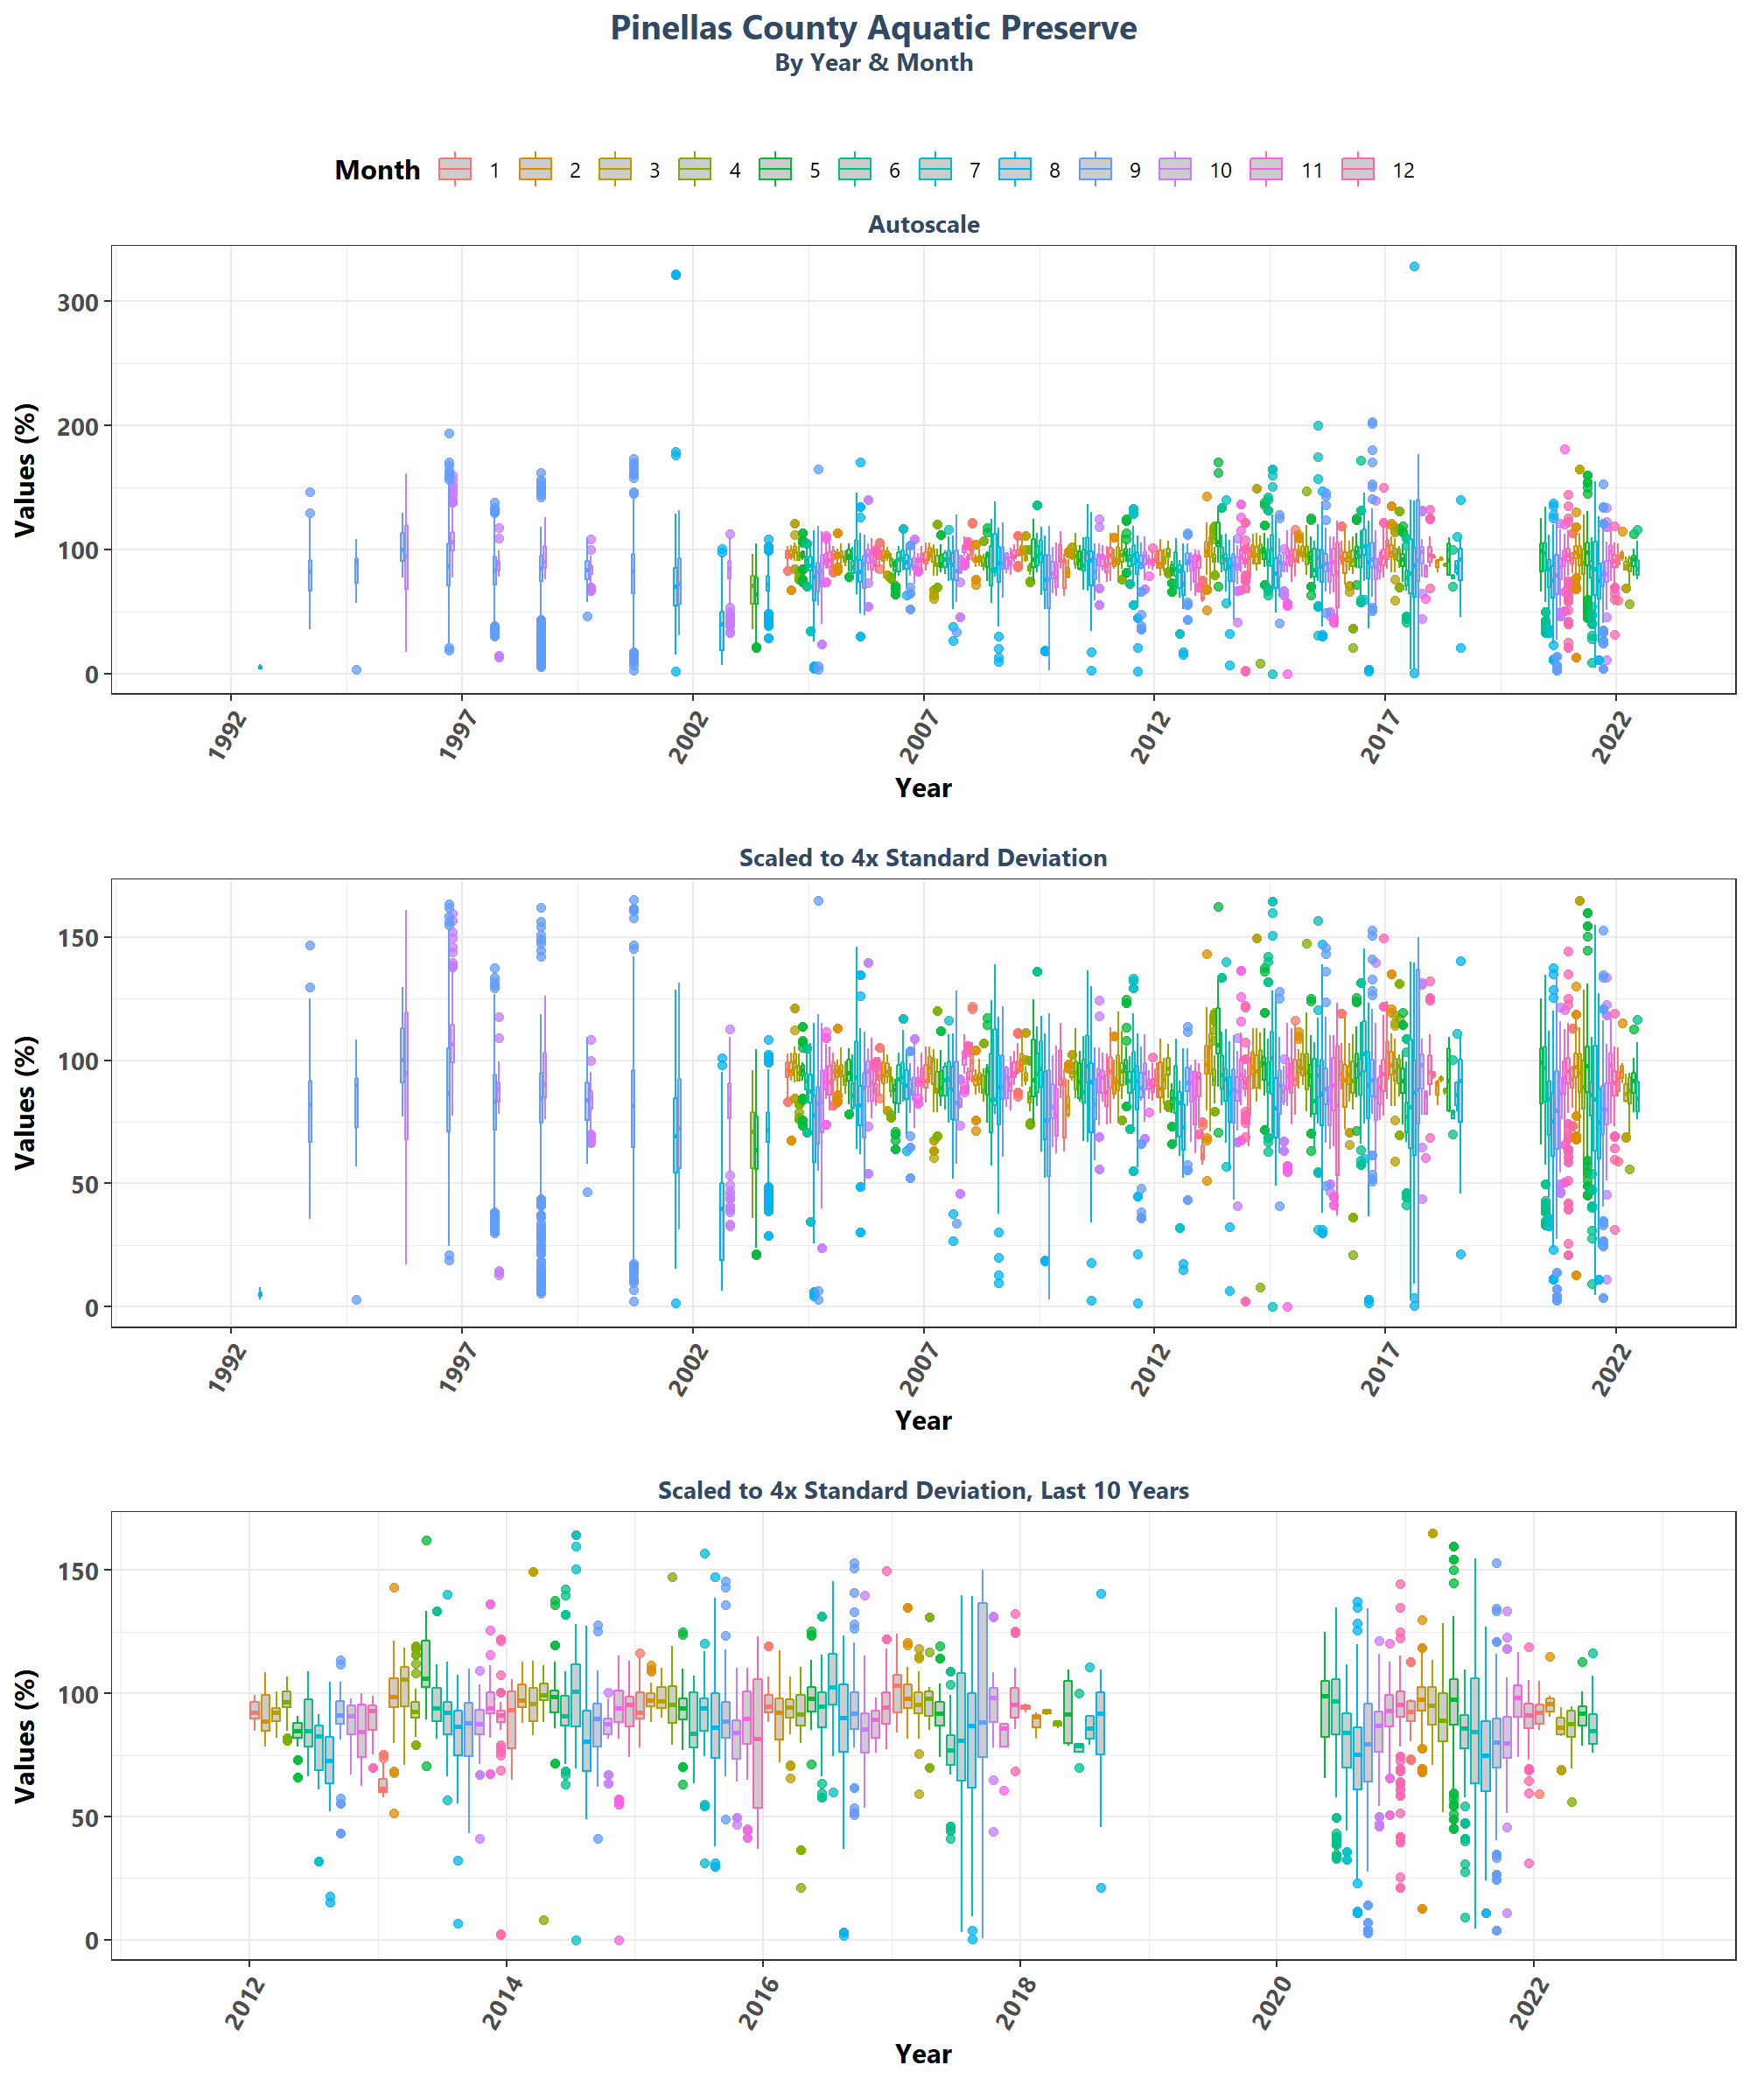 Pinellas County Aquatic Preserve
By Year & Month
Month 1 2 3 4 5 6 7 8 9 10 11 12
Autoscale
Values (%)
300
200
100
0
1992 1997 2002 2007 2012 2017 2022
Year
Scaled to 4x Standard Deviation
Values (%)
150
100
50
0
1992 1997 2002 2007 2012 2017 2022
Year
Scaled to 4x Standard Deviation, Last 10 Years
Values (%)
150
100
50
0
2012 2014 2016 2018 2020 2022
Year